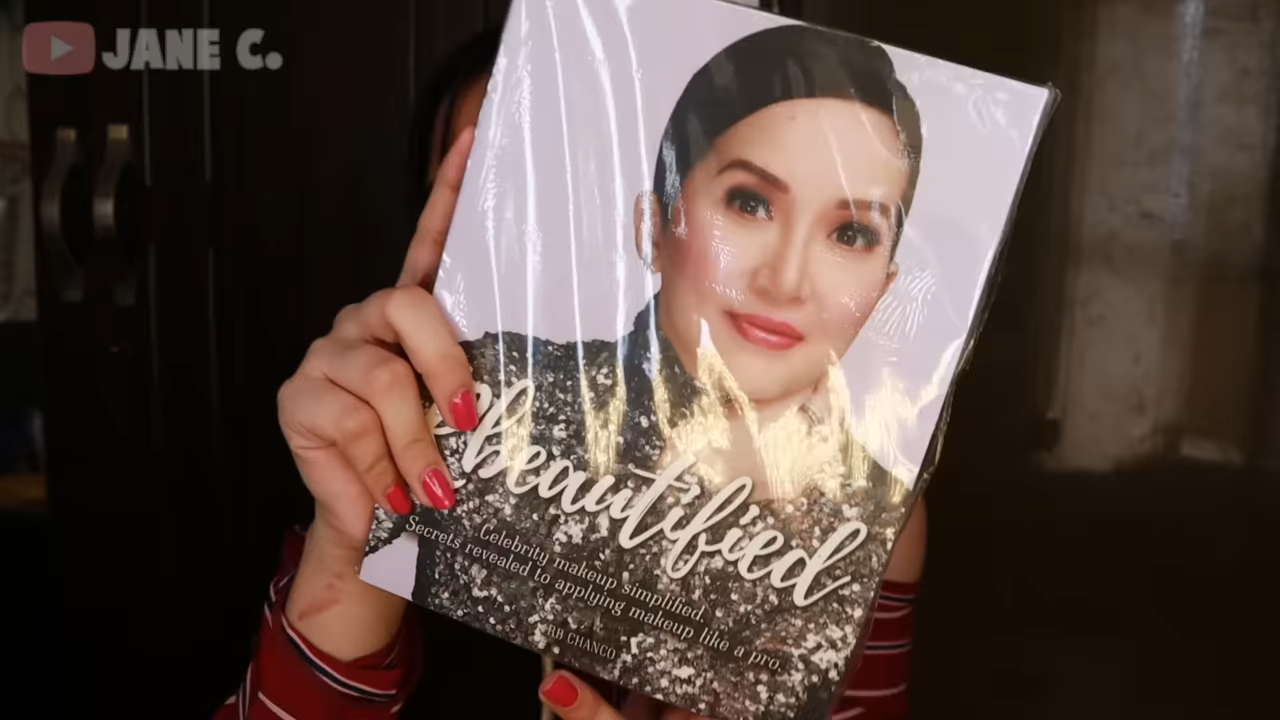 JANE C.
beautified
Celebrity makeup simplified.
Secrets revealed to applying makeup like a pro.
RB CHANCO